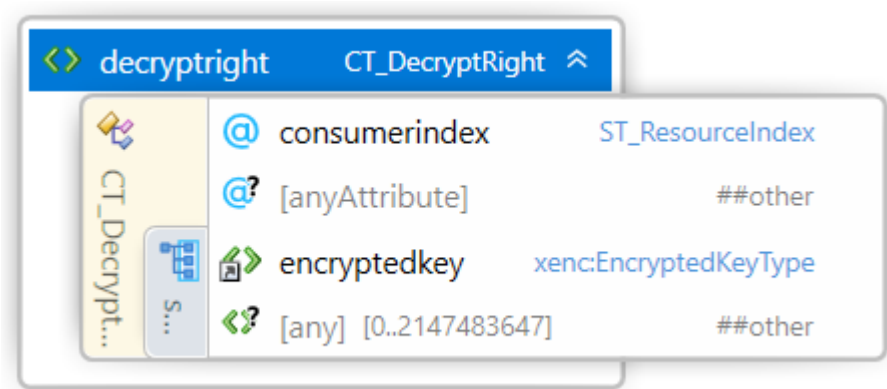 decryptright CT_DecryptRight
CT_Decrypt...
@ consumerindex ST_ResourceIndex
@? [anyAttribute] ##other
s...
encryptedkey xenc:EncryptedKeyType
[any] [0..2147483647] ##other